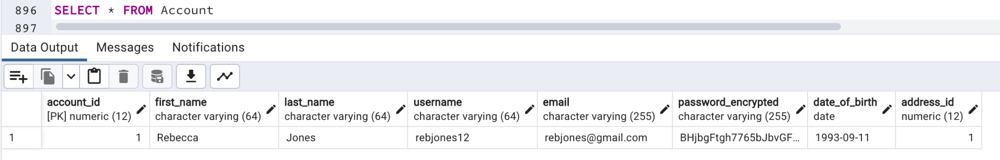 896 SELECT * FROM Account
897
Data Output Messages Notifications
account_id first_name last_name username email password_encrypted date_of_birth address_id
[PK] numeric (12) character varying (64) character varying (64) character varying (64) character varying (255) character varying (255) date numeric (12)
1 1 Rebecca Jones rebjones12 rebjones@gmail.com BHjbgFtgh7765bJbvGF... 1993-09-11 1